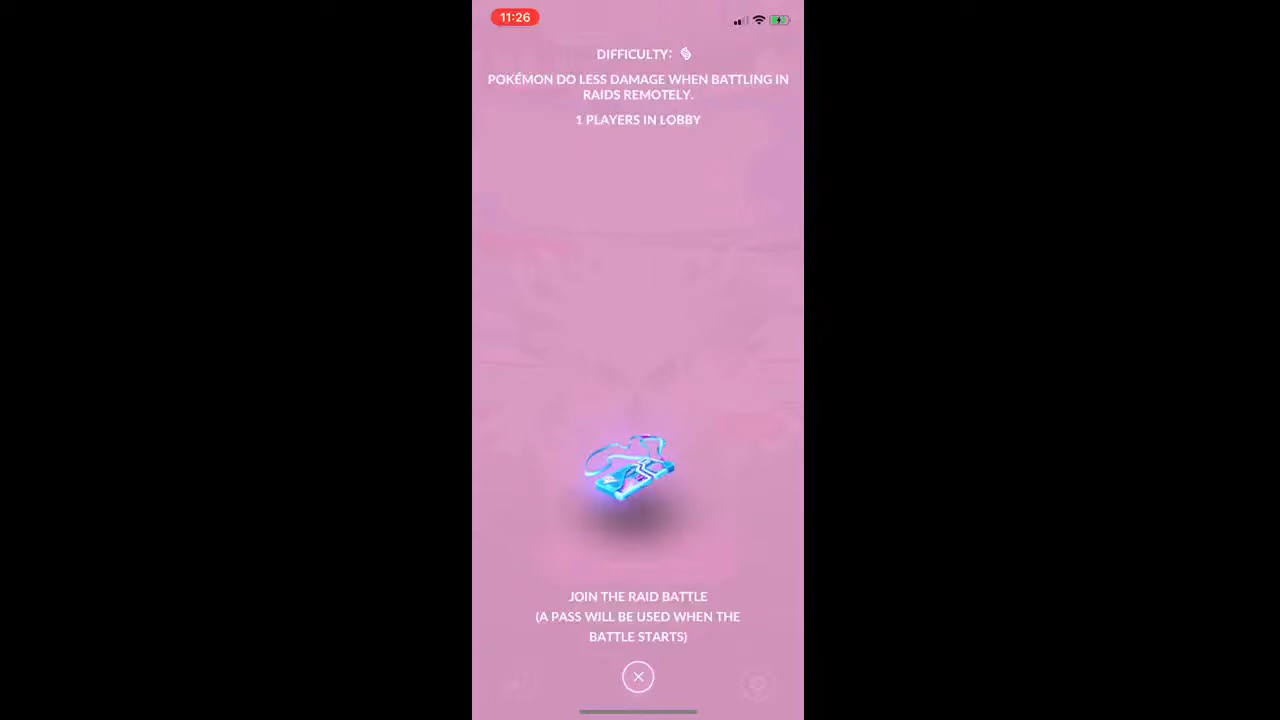 11:26
DIFFICULTY:
POKÉMON DO LESS DAMAGE WHEN BATTLING IN
RAIDS REMOTELY.
1 PLAYERS IN LOBBY
JOIN THE RAID BATTLE
(A PASS WILL BE USED WHEN THE
BATTLE STARTS)